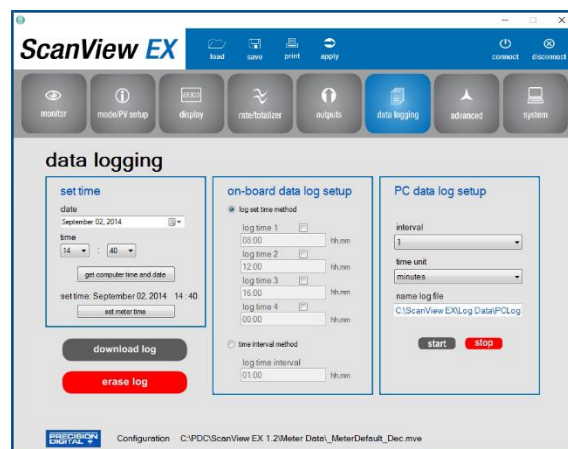 ScanView EX
load save print apply connect disconnect
monitor mode/PV setup display rate/totalizer outputs data logging advanced system
data logging
set time
date
September 02, 2014
time
14 : 40
get computer time and date
set time: September 02, 2014 14 : 40
set meter time
download log
erase log
on-board data log setup
log set time method
log time 1
08:00 hh:mm
log time 2
12:00 hh:mm
log time 3
16:00 hh:mm
log time 4
00:00 hh:mm
time interval method
log time interval
01:00 hh:mm
PC data log setup
interval
1
time unit
minutes
name log file
C:\ScanView EX\Log Data\PCLog
start stop
PRECISION
DIGITAL
Configuration C:\PDC\ScanView EX 1.2\Meter Data\_MeterDefault_Dec.mve